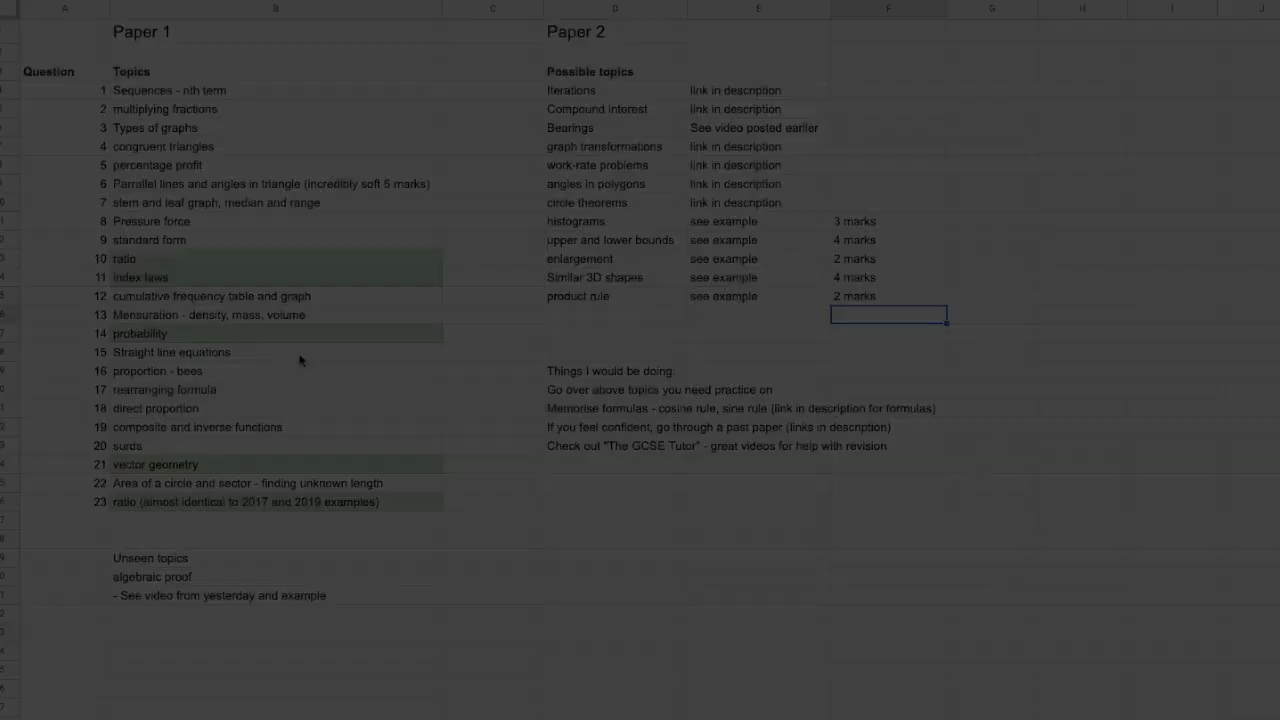 A B C D E F G H I J
Paper 1 Paper 2
Question Topics Possible topics
1 Sequences - nth term Iterations link in description
2 multiplying fractions Compound interest link in description
3 Types of graphs Bearings See video posted earlier
4 congruent triangles graph transformations link in description
5 percentage profit work-rate problems link in description
6 Parrallel lines and angles in triangle (incredibly soft 5 marks) angles in polygons link in description
7 stem and leaf graph, median and range circle theorems link in description
8 Pressure force histograms see example 3 marks
9 standard form upper and lower bounds see example 4 marks
10 ratio enlargement see example 2 marks
11 index laws Similar 3D shapes see example 4 marks
12 cumulative frequency table and graph product rule see example 2 marks
13 Mensuration - density, mass, volume
14 probability
15 Straight line equations
16 proportion - bees Things I would be doing:
17 rearranging formula Go over above topics you need practice on
18 direct proportion Memorise formulas - cosine rule, sine rule (link in description for formulas)
19 composite and inverse functions If you feel confident, go through a past paper (links in description)
20 surds Check out "The GCSE Tutor" - great videos for help with revision
21 vector geometry
22 Area of a circle and sector - finding unknown length
23 ratio (almost identical to 2017 and 2019 examples)
Unseen topics
algebraic proof
- See video from yesterday and example